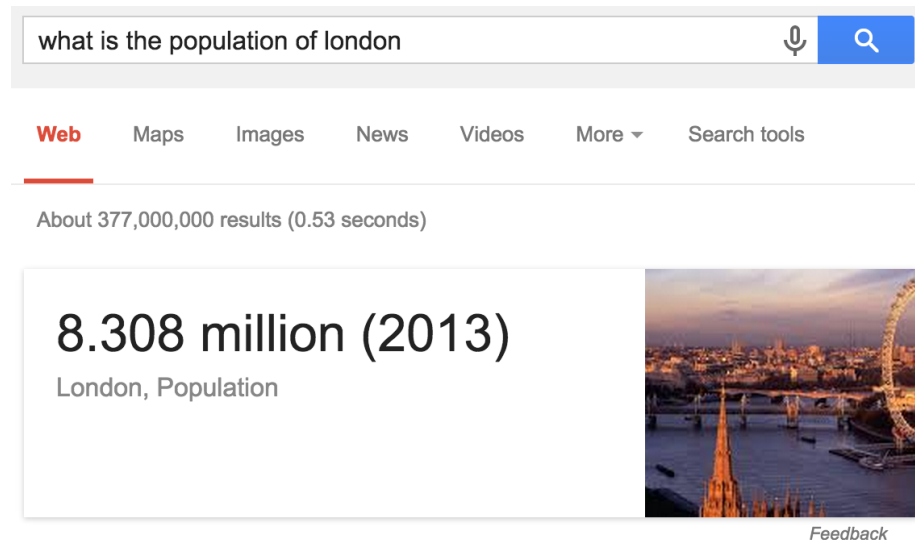 what is the population of london
Web Maps Images News Videos More Search tools
About 377,000,000 results (0.53 seconds)
8.308 million (2013)
London, Population
Feedback